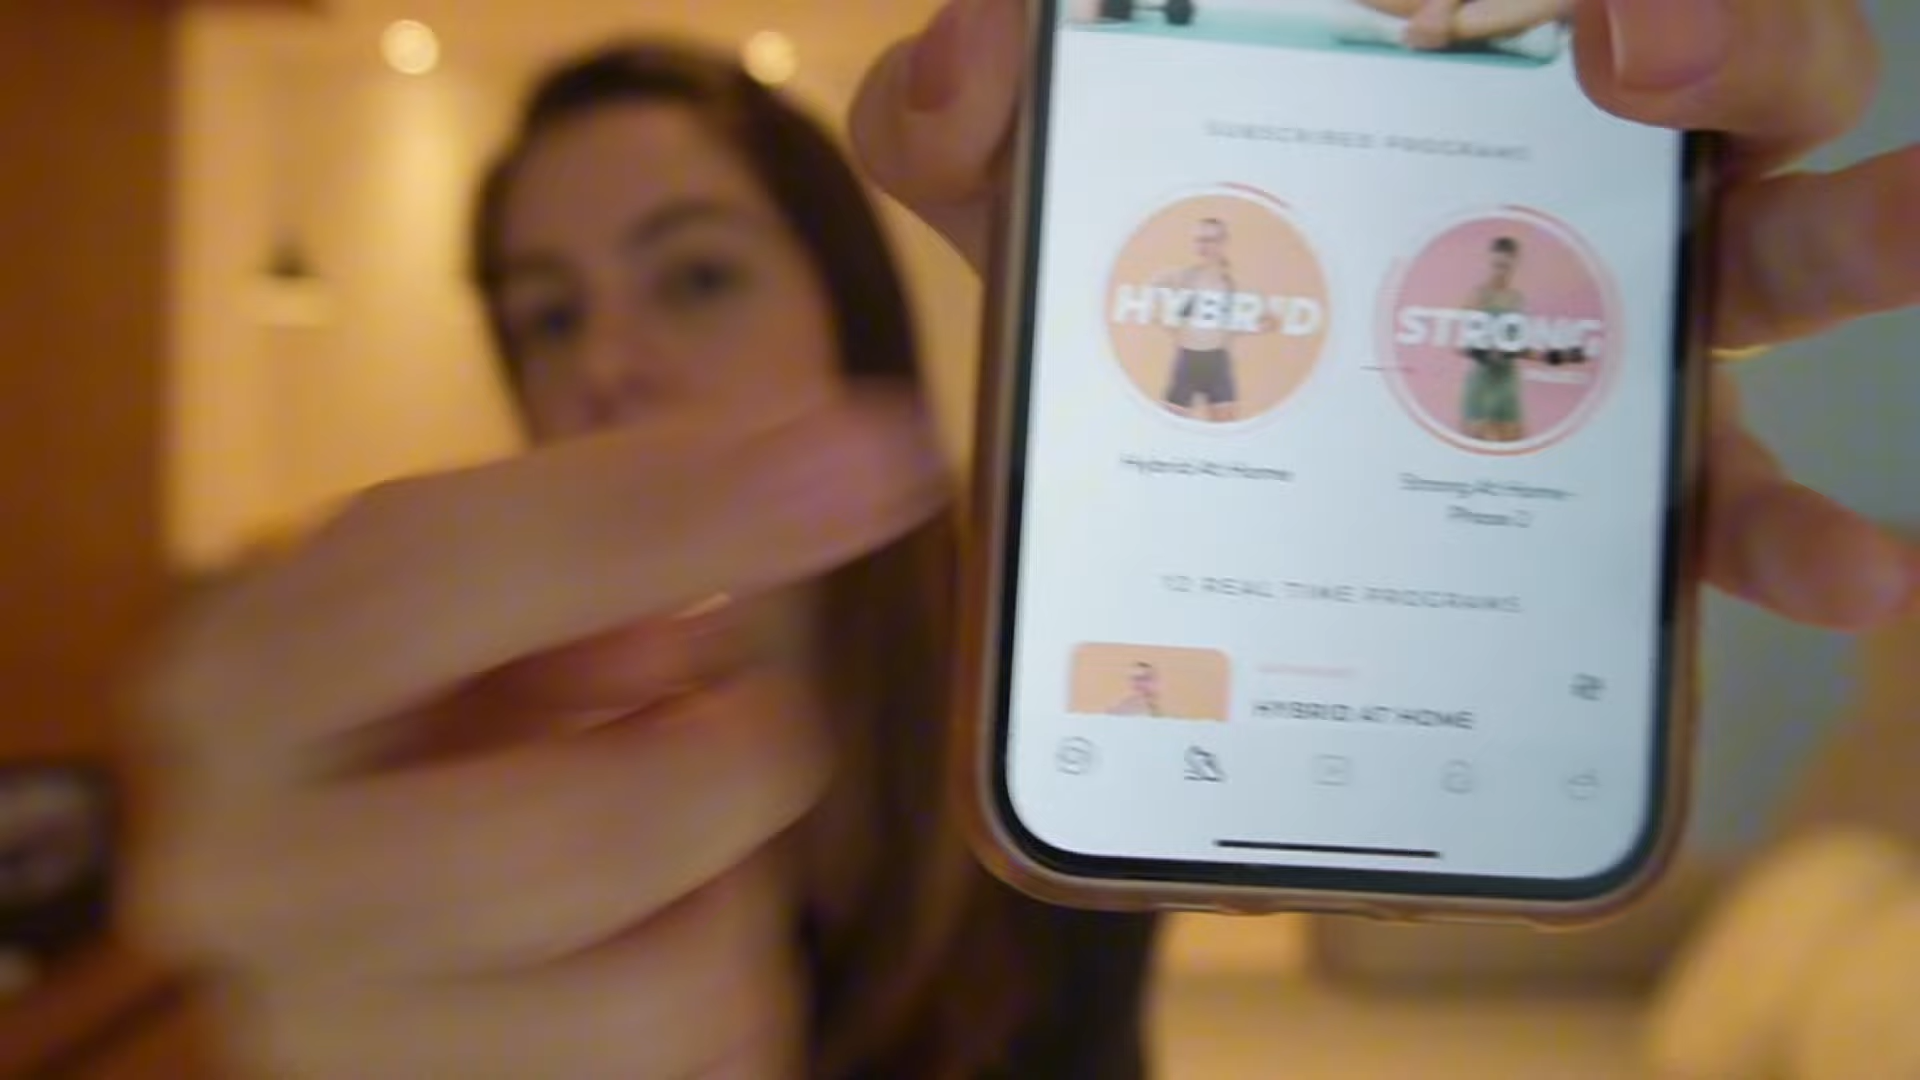 SUBSCRIBED PROGRAMS
HYBRID
STRONG
Hybrid At Home
Strong At Home -
Phase 2
12 REAL TIME PROGRAMS
HYBRID AT HOME